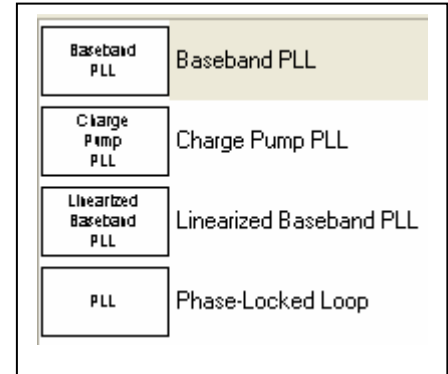 Baseband
PLL
Baseband PLL
Charge
Pump
PLL
Charge Pump PLL
Linearized
Baseband
PLL
Linearized Baseband PLL
PLL
Phase-Locked Loop